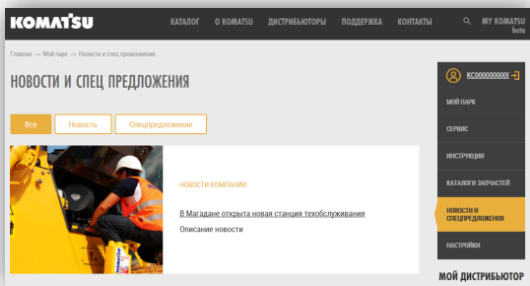 KOMATSU
КАТАЛОГ О KOMATSU ДИСТРИБЬЮТОРЫ ПОДДЕРЖКА КОНТАКТЫ MY KOMATSU
beta
Главная → Мой парк → Новости и спец предложения
НОВОСТИ И СПЕЦ ПРЕДЛОЖЕНИЯ
Все Новость Спецпредложение
НОВОСТИ КОМПАНИИ
В Магадане открыта новая станция техобслуживания
Описание новости
МОЙ ПАРК
СЕРВИС
ИНСТРУКЦИИ
КАТАЛОГИ ЗАПЧАСТЕЙ
НОВОСТИ И
СПЕЦПРЕДЛОЖЕНИЯ
НАСТРОЙКИ
МОЙ ДИСТРИБЬЮТОР